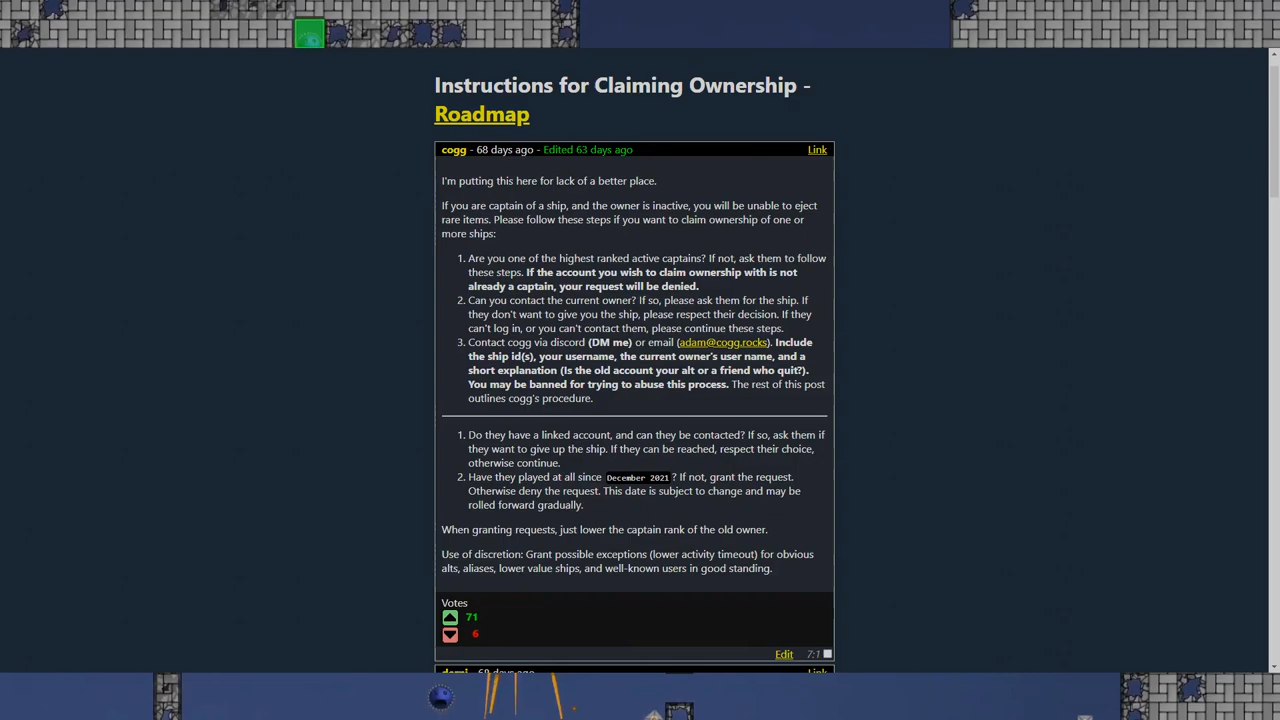 Instructions for Claiming Ownership -
Roadmap
cogg - 68 days ago - Edited 63 days ago Link
I'm putting this here for lack of a better place.
If you are captain of a ship, and the owner is inactive, you will be unable to eject
rare items. Please follow these steps if you want to claim ownership of one or
more ships:
1. Are you one of the highest ranked active captains? If not, ask them to follow
these steps. If the account you wish to claim ownership with is not
already a captain, your request will be denied.
2. Can you contact the current owner? If so, please ask them for the ship. If
they don't want to give you the ship, please respect their decision. If they
can't log in, or you can't contact them, please continue these steps.
3. Contact cogg via discord (DM me) or email (adam@cogg.rocks). Include
the ship id(s), your username, the current owner's user name, and a
short explanation (Is the old account your alt or a friend who quit?).
You may be banned for trying to abuse this process. The rest of this post
outlines cogg's procedure.
1. Do they have a linked account, and can they be contacted? If so, ask them if
they want to give up the ship. If they can be reached, respect their choice,
otherwise continue.
2. Have they played at all since December 2021? If not, grant the request.
Otherwise deny the request. This date is subject to change and may be
rolled forward gradually.
When granting requests, just lower the captain rank of the old owner.
Use of discretion: Grant possible exceptions (lower activity timeout) for obvious
alts, aliases, lower value ships, and well-known users in good standing.
Votes
71
6
Edit 7:1
68 days ago Link